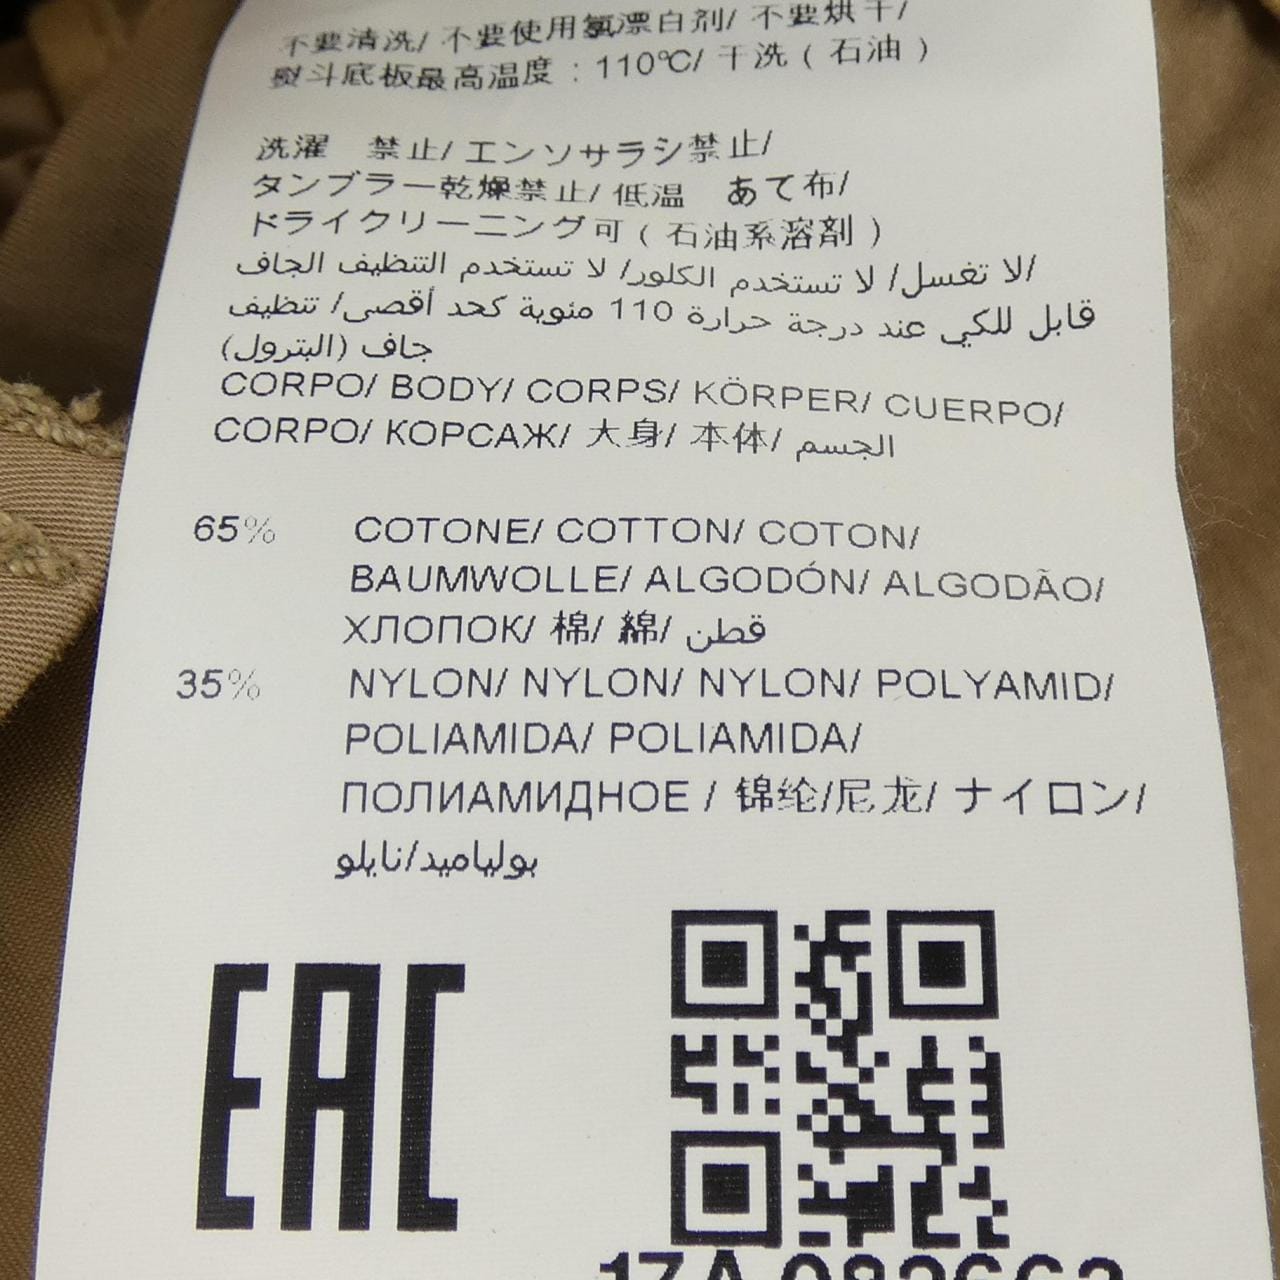 不要清洗/ 不要使用氯漂白剂/ 不要烘干/
熨斗底板最高温度：110℃/ 干洗（石油）
洗濯　禁止/ エンソサラシ禁止/
タンブラー乾燥禁止/ 低温　あて布/
ドライクリーニング可（石油系溶剤）
لا تغسل/ لا تستخدم الكلور/ لا تستخدم التنظيف الجاف/
قابل للكي عند درجة حرارة 110 مئوية كحد أقصى/ تنظيف
جاف (البترول)
CORPO/ BODY/ CORPS/ KÖRPER/ CUERPO/
CORPO/ КОРСАЖ/ 大身/ 本体/ الجسم
65% COTONE/ COTTON/ COTON/
BAUMWOLLE/ ALGODÓN/ ALGODÃO/
ХЛОПОК/ 棉/ 綿/ قطن
35% NYLON/ NYLON/ NYLON/ POLYAMID/
POLIAMIDA/ POLIAMIDA/
ПОЛИАМИДНОЕ / 锦纶/尼龙/ ナイロン/
بولياميد/نايلو
EAC